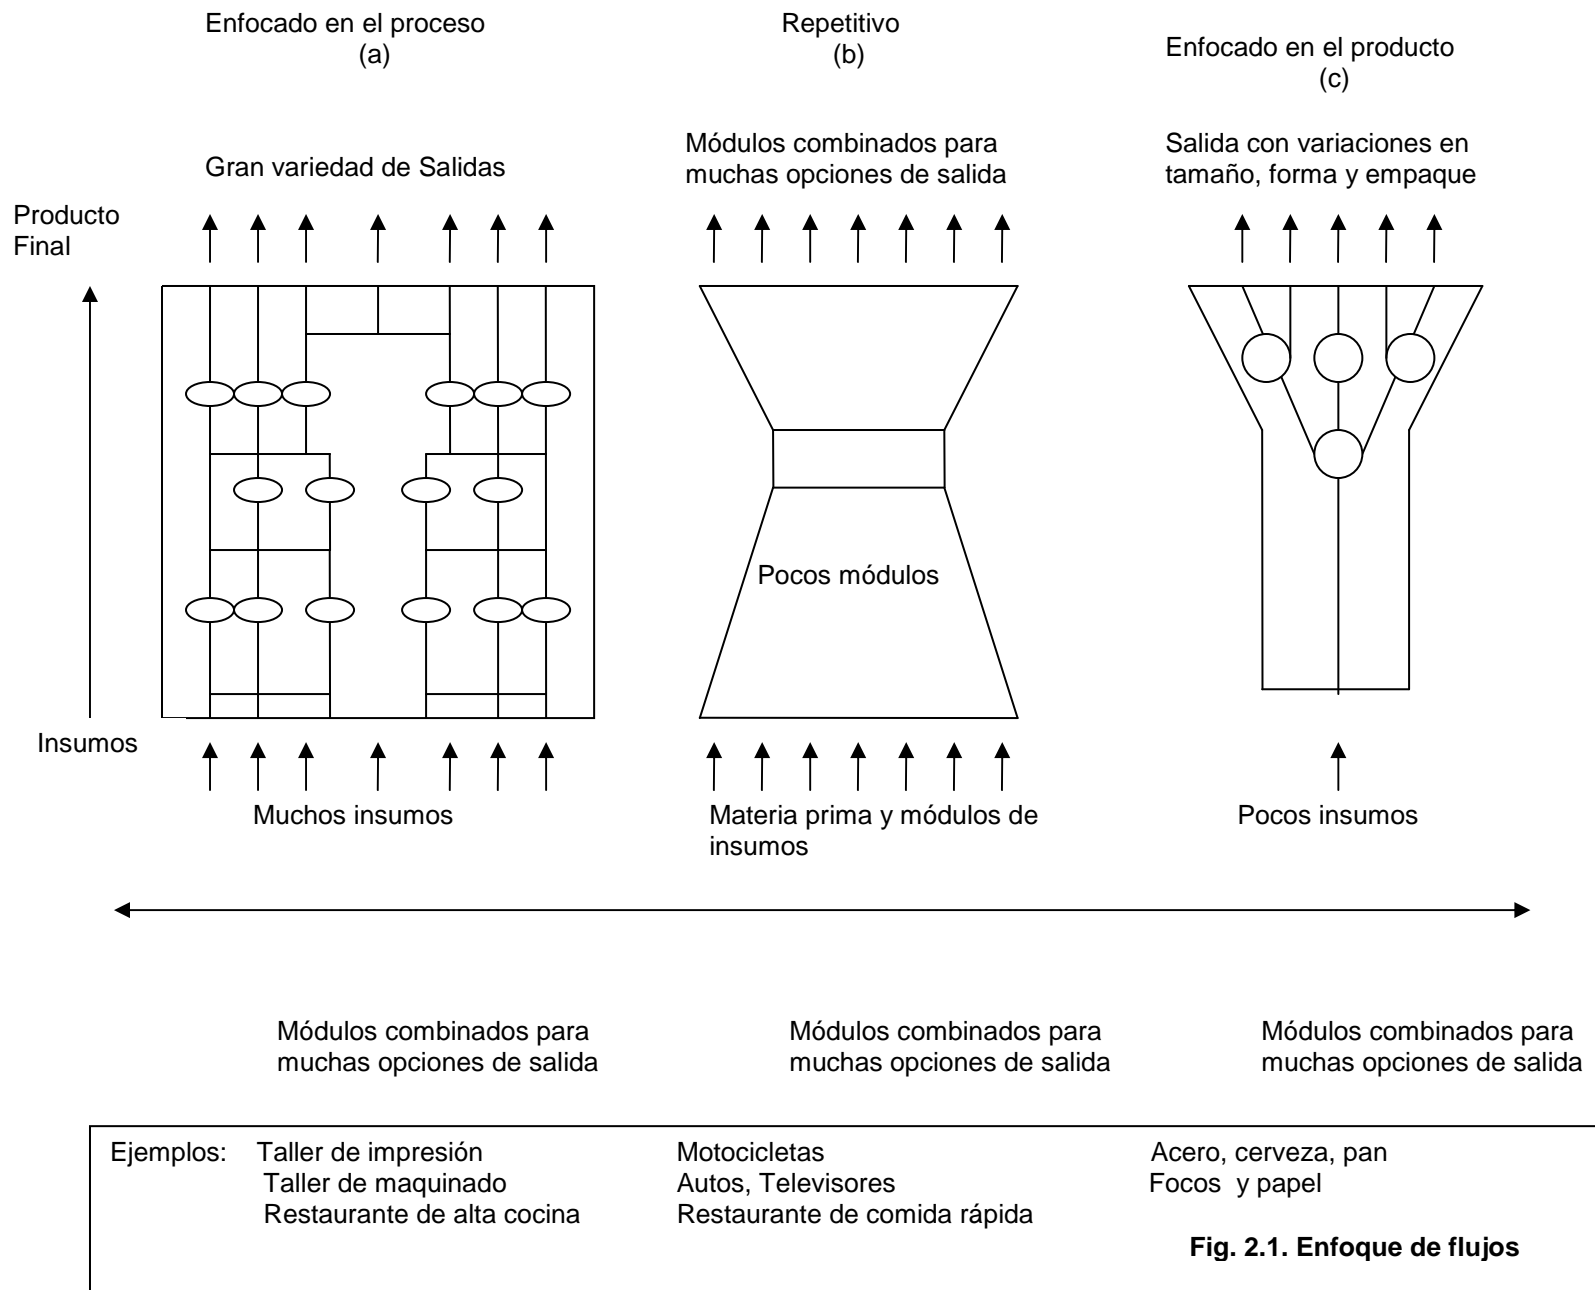 Enfocado en el proceso
(a)
Repetitivo
(b)
Enfocado en el producto
(c)
Gran variedad de Salidas
Módulos combinados para
muchas opciones de salida
Salida con variaciones en
tamaño, forma y empaque
Producto
Final
Pocos módulos
Insumos
Muchos insumos
Materia prima y módulos de
insumos
Pocos insumos
Módulos combinados para
muchas opciones de salida
Módulos combinados para
muchas opciones de salida
Módulos combinados para
muchas opciones de salida
Ejemplos: Taller de impresión
Taller de maquinado
Restaurante de alta cocina
Motocicletas
Autos, Televisores
Restaurante de comida rápida
Acero, cerveza, pan
Focos y papel
Fig. 2.1. Enfoque de flujos